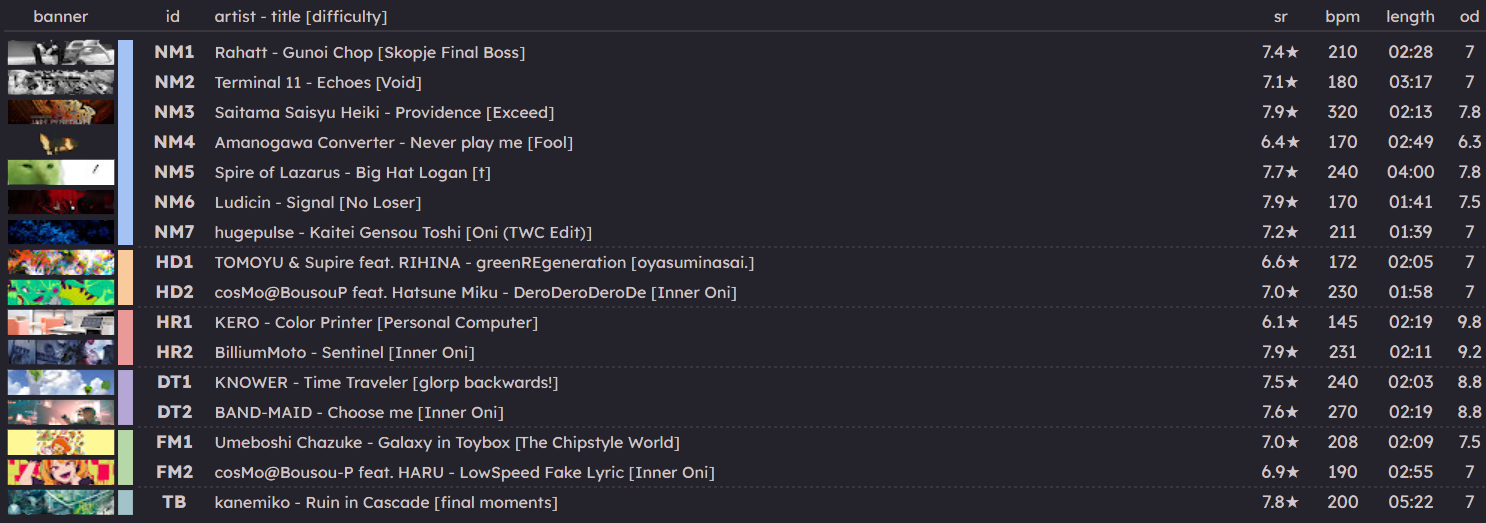 banner id artist - title [difficulty] sr bpm length od
NM1 Rahatt - Gunoi Chop [Skopje Final Boss] 7.4★ 210 02:28 7
NM2 Terminal 11 - Echoes [Void] 7.1★ 180 03:17 7
NM3 Saitama Saisyu Heiki - Providence [Exceed] 7.9★ 320 02:13 7.8
NM4 Amanogawa Converter - Never play me [Fool] 6.4★ 170 02:49 6.3
NM5 Spire of Lazarus - Big Hat Logan [t] 7.7★ 240 04:00 7.8
NM6 Ludicin - Signal [No Loser] 7.9★ 170 01:41 7.5
NM7 hugepulse - Kaitei Gensou Toshi [Oni (TWC Edit)] 7.2★ 211 01:39 7
HD1 TOMOYU & Supire feat. RIHINA - greenREgeneration [oyasuminasai.] 6.6★ 172 02:05 7
HD2 cosMo@BousouP feat. Hatsune Miku - DeroDeroDeroDe [Inner Oni] 7.0★ 230 01:58 7
HR1 KERO - Color Printer [Personal Computer] 6.1★ 145 02:19 9.8
HR2 BilliumMoto - Sentinel [Inner Oni] 7.9★ 231 02:11 9.2
DT1 KNOWER - Time Traveler [glorp backwards!] 7.5★ 240 02:03 8.8
DT2 BAND-MAID - Choose me [Inner Oni] 7.6★ 270 02:19 8.8
FM1 Umeboshi Chazuke - Galaxy in Toybox [The Chipstyle World] 7.0★ 208 02:09 7.5
FM2 cosMo@Bousou-P feat. HARU - LowSpeed Fake Lyric [Inner Oni] 6.9★ 190 02:55 7
TB kanemiko - Ruin in Cascade [final moments] 7.8★ 200 05:22 7